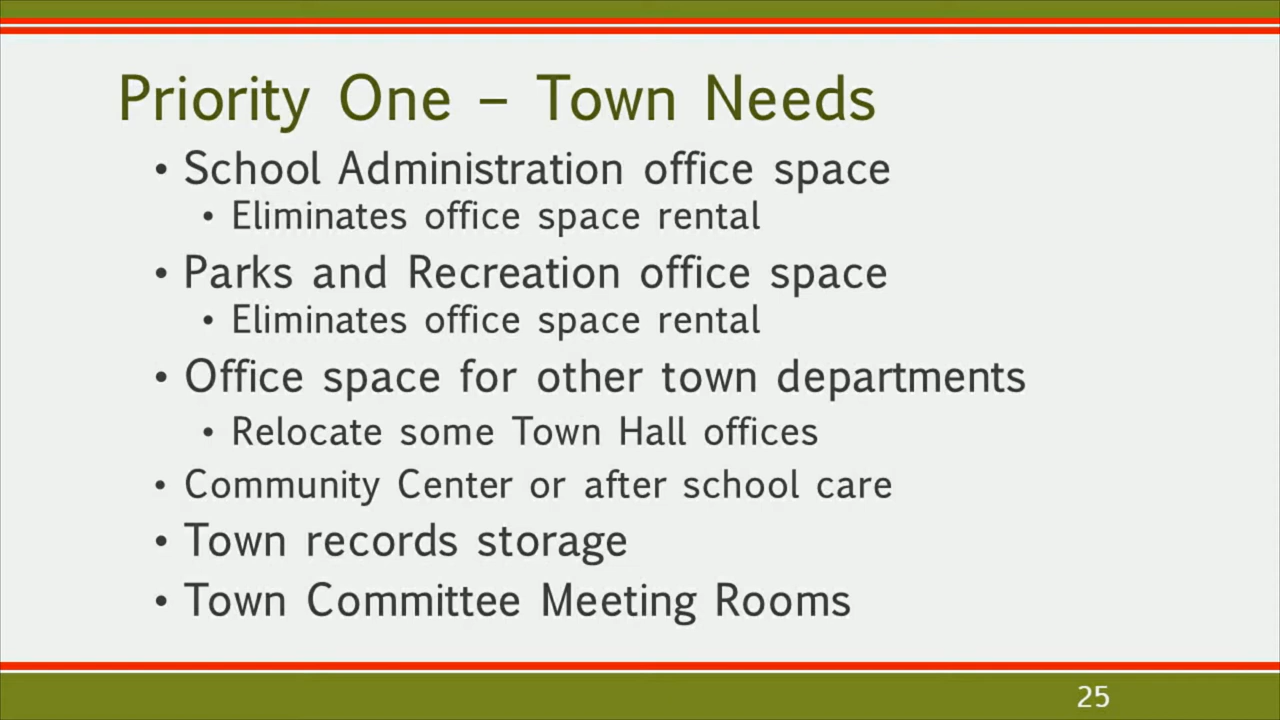 Priority One – Town Needs
• School Administration office space
• Eliminates office space rental
• Parks and Recreation office space
• Eliminates office space rental
• Office space for other town departments
• Relocate some Town Hall offices
• Community Center or after school care
• Town records storage
• Town Committee Meeting Rooms
25